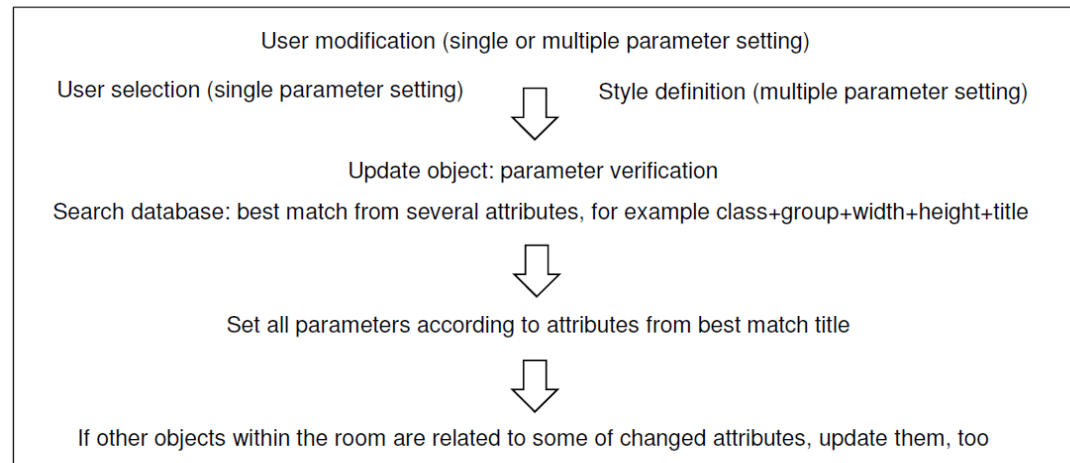 User modification (single or multiple parameter setting)
User selection (single parameter setting)
Style definition (multiple parameter setting)
Update object: parameter verification
Search database: best match from several attributes, for example class+group+width+height+title
Set all parameters according to attributes from best match title
If other objects within the room are related to some of changed attributes, update them, too